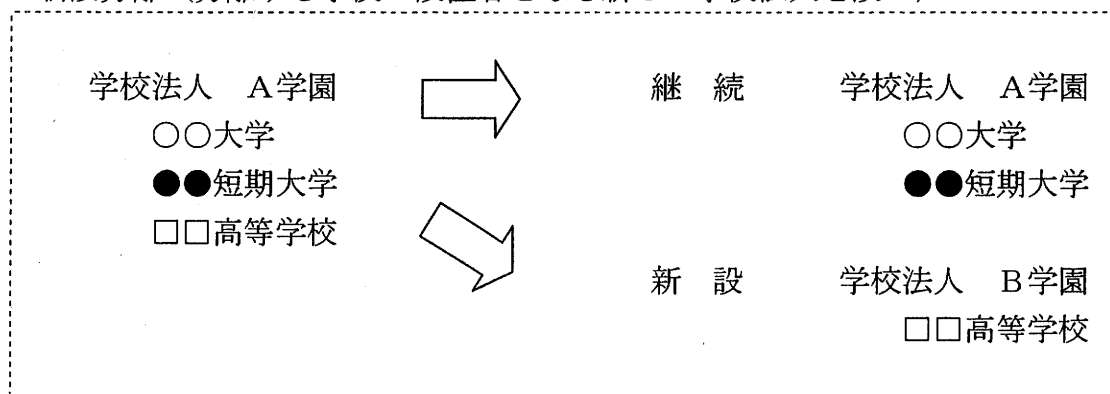 学校法人　A学園
○○大学
●●短期大学
□□高等学校
継　続　　学校法人　A学園
○○大学
●●短期大学
新　設　　学校法人　B学園
□□高等学校